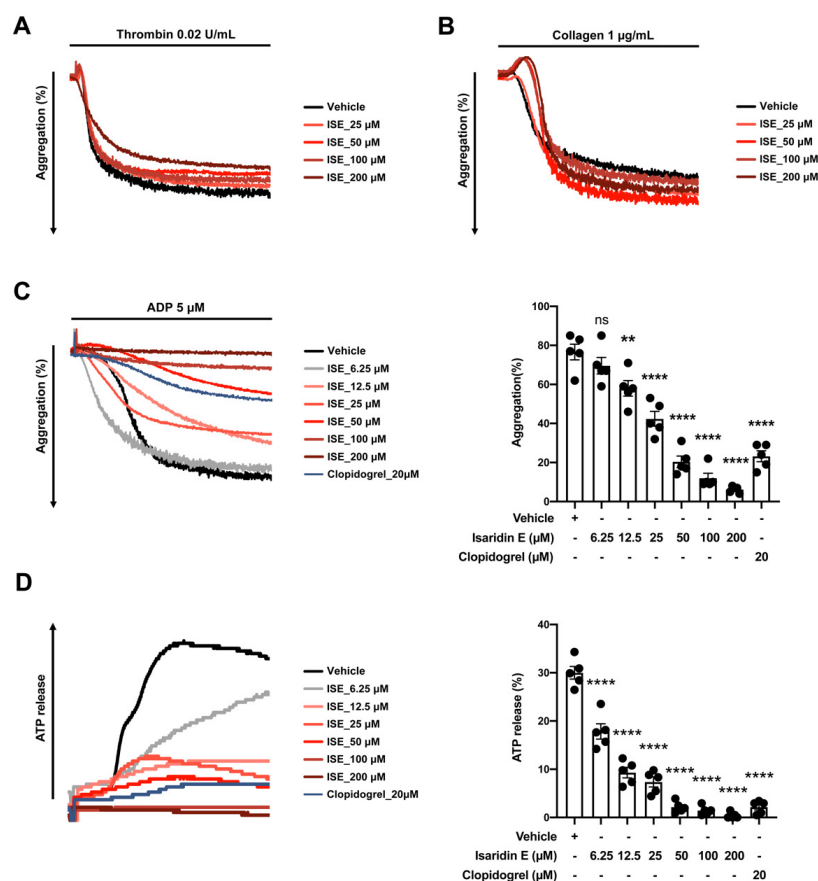 A
Thrombin 0.02 U/mL
Aggregation (%)
Vehicle
ISE_25 µM
ISE_50 µM
ISE_100 µM
ISE_200 µM
B
Collagen 1 µg/mL
Aggregation (%)
Vehicle
ISE_25 µM
ISE_50 µM
ISE_100 µM
ISE_200 µM
C
ADP 5 µM
Aggregation (%)
Vehicle
ISE_6.25 µM
ISE_12.5 µM
ISE_25 µM
ISE_50 µM
ISE_100 µM
ISE_200 µM
Clopidogrel_20µM
Aggregation(%)
100
80
60
40
20
0
ns
**
****
****
****
****
****
Vehicle + - - - - - - -
Isaridin E (µM) - 6.25 12.5 25 50 100 200 -
Clopidogrel (µM) - - - - - - - 20
D
ATP release
Vehicle
ISE_6.25 µM
ISE_12.5 µM
ISE_25 µM
ISE_50 µM
ISE_100 µM
ISE_200 µM
Clopidogrel_20µM
ATP release (%)
40
30
20
10
0
****
****
****
****
****
****
****
Vehicle + - - - - - - -
Isaridin E (µM) - 6.25 12.5 25 50 100 200 -
Clopidogrel (µM) - - - - - - - 20